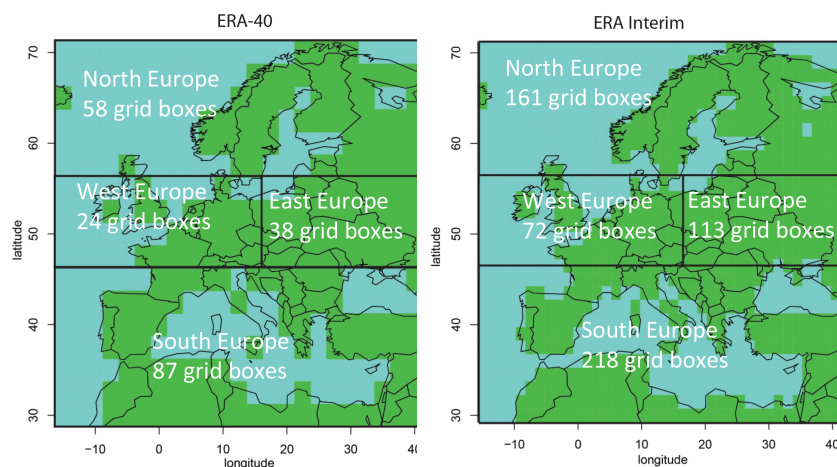 ERA-40
70
60
50
40
30
latitude
North Europe
58 grid boxes
West Europe
24 grid boxes
East Europe
38 grid boxes
South Europe
87 grid boxes
−10
0
10
20
30
40
longitude
ERA Interim
70
60
50
40
30
latitude
North Europe
161 grid boxes
West Europe
72 grid boxes
East Europe
113 grid boxes
South Europe
218 grid boxes
−10
0
10
20
30
40
longitude